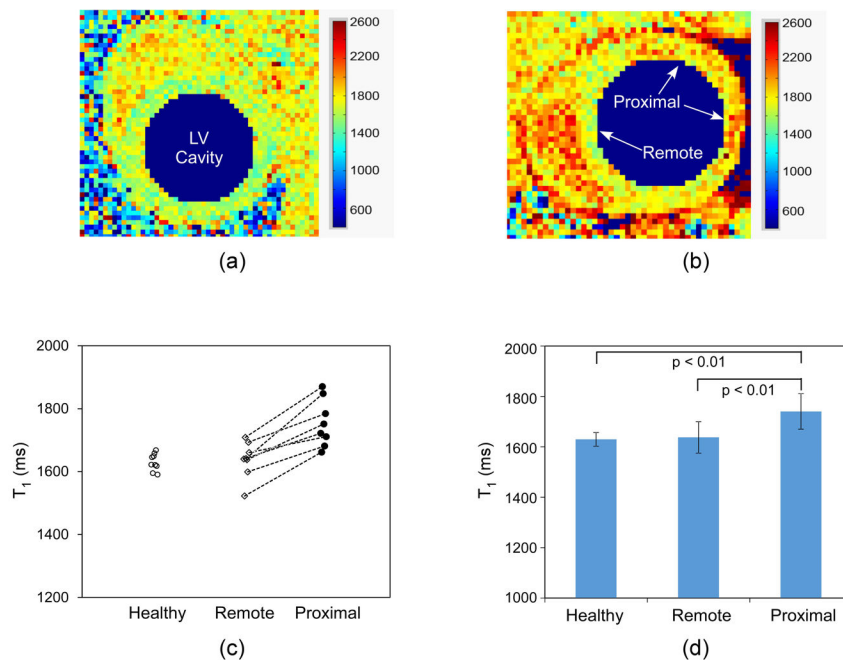 2600
2200
1800
1400
1000
600
LV
Cavity
(a)
2600
2200
1800
1400
1000
600
Proximal
Remote
(b)
2000
1800
1600
1400
1200
T1 (ms)
Healthy Remote Proximal
(c)
2000
1800
1600
1400
1200
1000
T1 (ms)
p < 0.01
p < 0.01
Healthy Remote Proximal
(d)